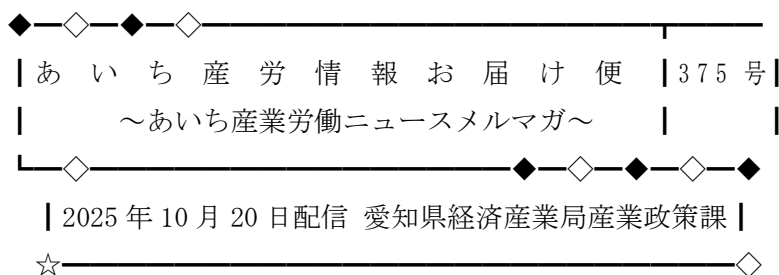 ◆━◇━◆━◇━━━━━━━━━━━━━━━━┳━━━━
┃あ い ち 産 労 情 報 お 届 け 便 ┃375 号┃
┃ ～あいち産業労働ニュースメルマガ～ ┃ ┃
┗━◇━━━━━━━━━━━━━━━━◆━◇━◆━◇━◆
┃2025 年 10 月 20 日配信 愛知県経済産業局産業政策課┃
☆━━━━━━━━━━━━━━━━━━━━━━━━◇